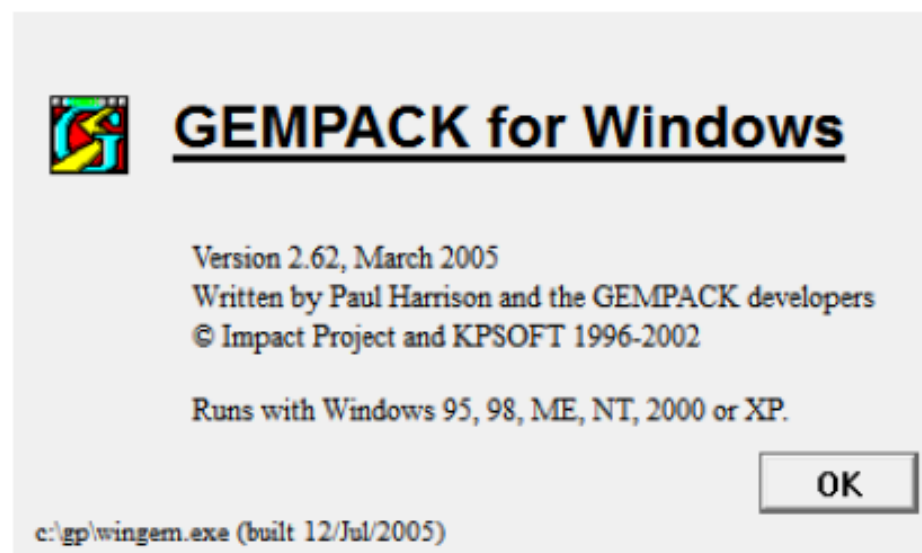 GEMPACK for Windows
Version 2.62, March 2005
Written by Paul Harrison and the GEMPACK developers
© Impact Project and KPSOFT 1996-2002
Runs with Windows 95, 98, ME, NT, 2000 or XP.
OK
c:\gp\wingem.exe (built 12/Jul/2005)